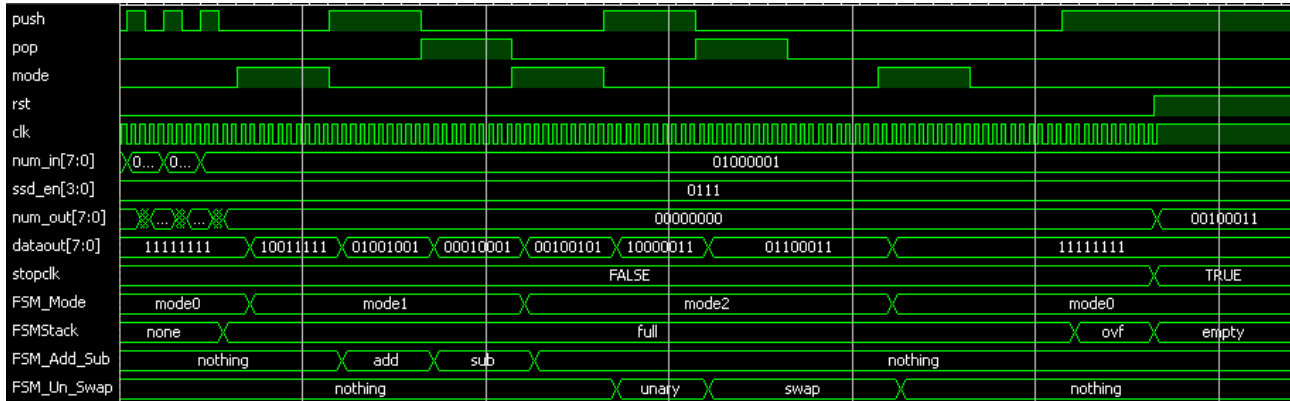 push
pop
mode
rst
clk
num_in[7:0] 0... 0... 01000001
ssd_en[3:0] 0111
num_out[7:0] ... ... 00000000 00100011
dataout[7:0] 11111111 10011111 01001001 00010001 00100101 10000011 01100011 11111111
stopclk FALSE TRUE
FSM_Mode mode0 mode1 mode2 mode0
FSMStack none full ovf empty
FSM_Add_Sub nothing add sub nothing
FSM_Un_Swap nothing unary swap nothing